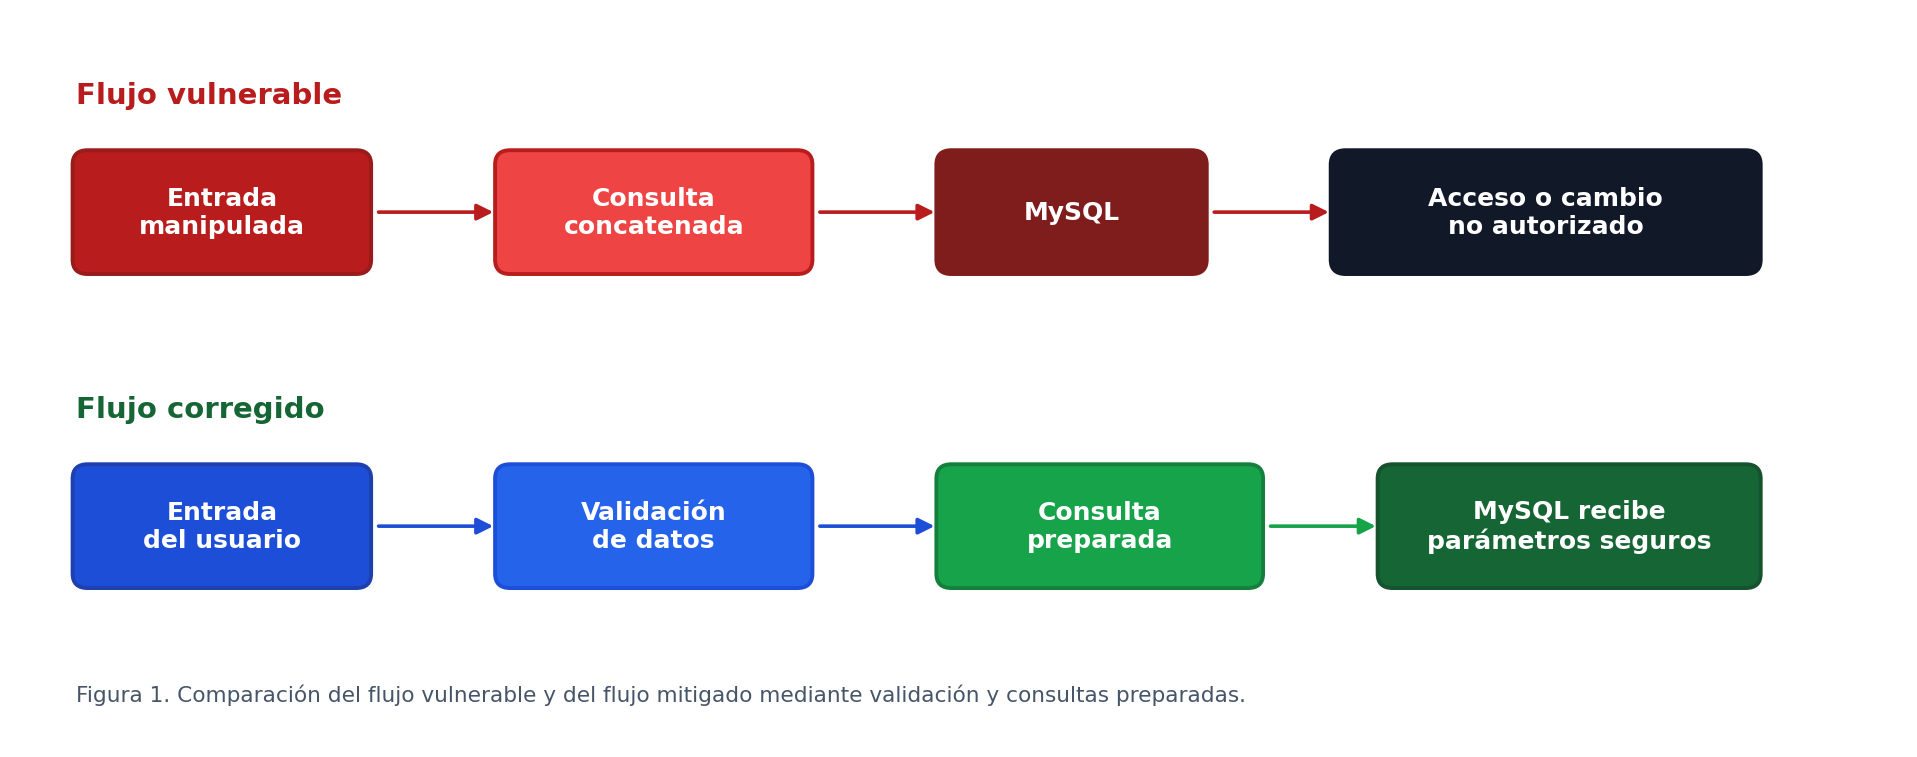 Flujo vulnerable
Entrada
manipulada
Consulta
concatenada
MySQL
Acceso o cambio
no autorizado
Flujo corregido
Entrada
del usuario
Validación
de datos
Consulta
preparada
MySQL recibe
parámetros seguros
Figura 1. Comparación del flujo vulnerable y del flujo mitigado mediante validación y consultas preparadas.